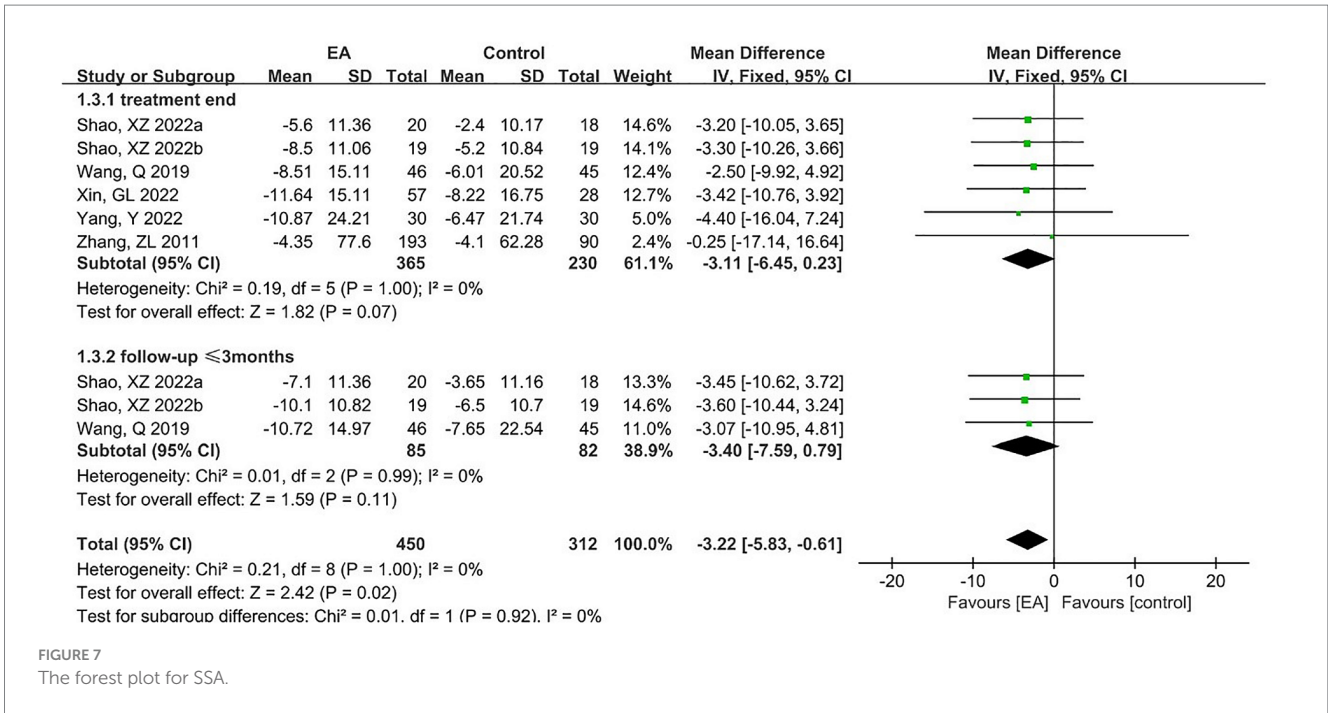 EA Control Mean Difference Mean Difference
Study or Subgroup Mean SD Total Mean SD Total Weight IV, Fixed, 95% CI IV, Fixed, 95% CI
1.3.1 treatment end
Shao, XZ 2022a -5.6 11.36 20 -2.4 10.17 18 14.6% -3.20 [-10.05, 3.65]
Shao, XZ 2022b -8.5 11.06 19 -5.2 10.84 19 14.1% -3.30 [-10.26, 3.66]
Wang, Q 2019 -8.51 15.11 46 -6.01 20.52 45 12.4% -2.50 [-9.92, 4.92]
Xin, GL 2022 -11.64 15.11 57 -8.22 16.75 28 12.7% -3.42 [-10.76, 3.92]
Yang, Y 2022 -10.87 24.21 30 -6.47 21.74 30 5.0% -4.40 [-16.04, 7.24]
Zhang, ZL 2011 -4.35 77.6 193 -4.1 62.28 90 2.4% -0.25 [-17.14, 16.64]
Subtotal (95% CI) 365 230 61.1% -3.11 [-6.45, 0.23]
Heterogeneity: Chi² = 0.19, df = 5 (P = 1.00); I² = 0%
Test for overall effect: Z = 1.82 (P = 0.07)
1.3.2 follow-up ≤3months
Shao, XZ 2022a -7.1 11.36 20 -3.65 11.16 18 13.3% -3.45 [-10.62, 3.72]
Shao, XZ 2022b -10.1 10.82 19 -6.5 10.7 19 14.6% -3.60 [-10.44, 3.24]
Wang, Q 2019 -10.72 14.97 46 -7.65 22.54 45 11.0% -3.07 [-10.95, 4.81]
Subtotal (95% CI) 85 82 38.9% -3.40 [-7.59, 0.79]
Heterogeneity: Chi² = 0.01, df = 2 (P = 0.99); I² = 0%
Test for overall effect: Z = 1.59 (P = 0.11)
Total (95% CI) 450 312 100.0% -3.22 [-5.83, -0.61]
Heterogeneity: Chi² = 0.21, df = 8 (P = 1.00); I² = 0%
Test for overall effect: Z = 2.42 (P = 0.02)
Test for subgroup differences: Chi² = 0.01, df = 1 (P = 0.92), I² = 0%
-20 -10 0 10 20
Favours [EA] Favours [control]
FIGURE 7
The forest plot for SSA.